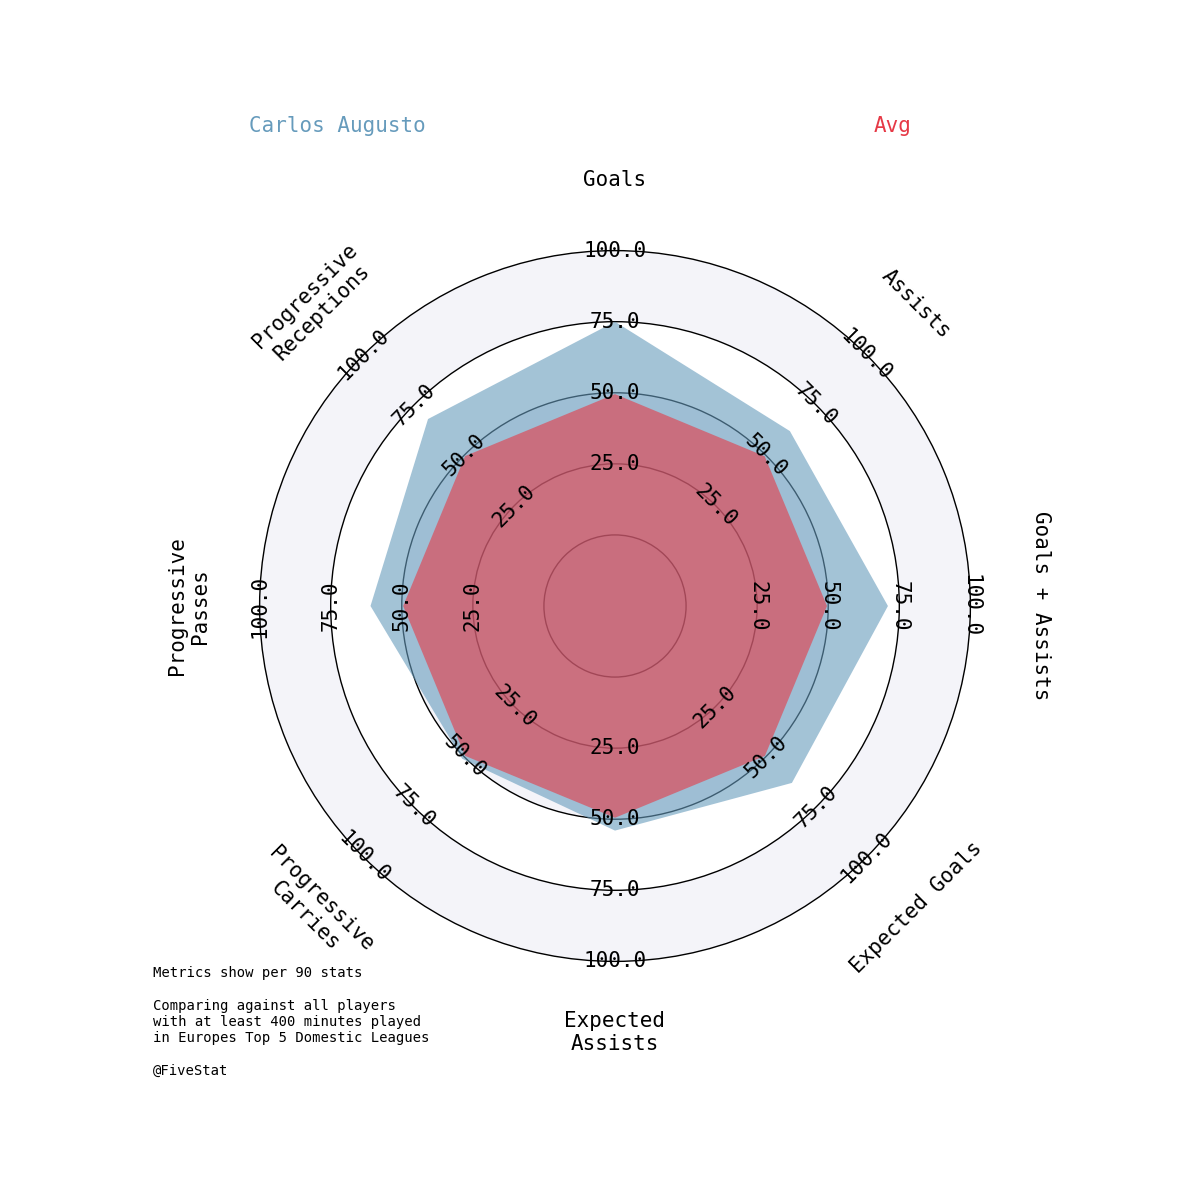 Carlos Augusto
Avg
Goals
Assists
Goals + Assists
Expected Goals
Expected
Assists
Progressive
Carries
Progressive
Passes
Progressive
Receptions
25.0
50.0
75.0
100.0
25.0
50.0
75.0
100.0
25.0
50.0
75.0
100.0
25.0
50.0
75.0
100.0
25.0
50.0
75.0
100.0
25.0
50.0
75.0
100.0
25.0
50.0
75.0
100.0
25.0
50.0
75.0
100.0
Metrics show per 90 stats
Comparing against all players
with at least 400 minutes played
in Europes Top 5 Domestic Leagues
@FiveStat